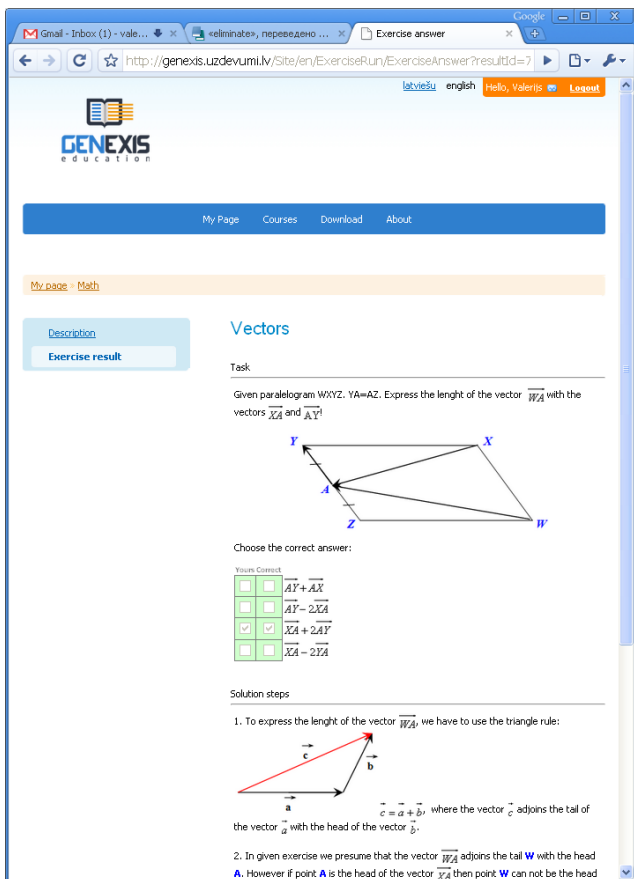 Google
Gmail - Inbox (1) - vale...
«eliminate», переведено ...
Exercise answer
http://genexis.uzdevumi.lv/Site/en/ExerciseRun/ExerciseAnswer?resultId=7
latviešu english Hello, Valerijs Logout
GENEXIS
education
My Page Courses Download About
My page » Math
Description
Exercise result
Vectors
Task
Given paralelogram WXYZ. YA=AZ. Express the lenght of the vector WA with the
vectors XA and AY!
Y X
A
Z W
Choose the correct answer:
Yours Correct
AY+AX
AY-2XA
XA+2AY
XA-2YA
Solution steps
1. To express the lenght of the vector WA, we have to use the triangle rule:
c
b
a
c = a + b, where the vector c adjoins the tail of
the vector a with the head of the vector b.
2. In given exercise we presume that the vector WA adjoins the tail W with the head
A. However if point A is the head of the vector XA then point W can not be the head